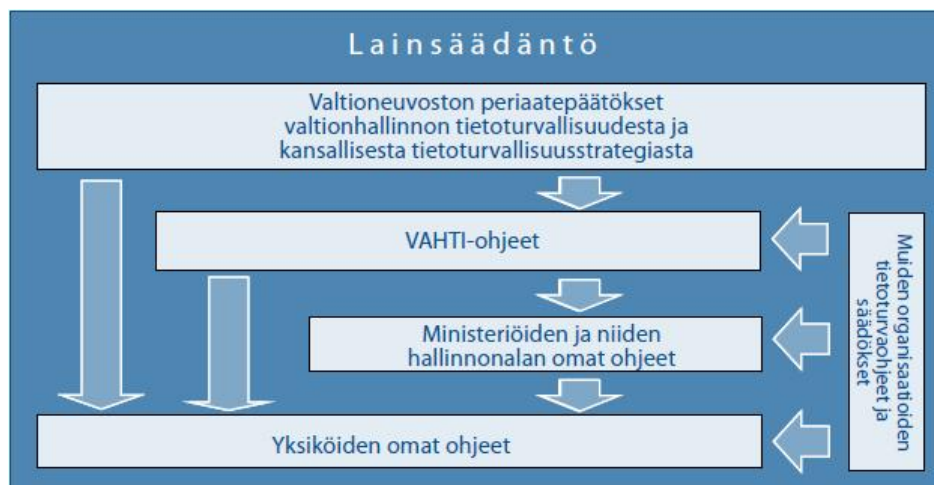 Lainsäädäntö
Valtioneuvoston periaatepäätökset
valtionhallinnon tietoturvallisuudesta ja
kansallisesta tietoturvallisuusstrategiasta
VAHTI-ohjeet
Ministeriöiden ja niiden
hallinnonalan omat ohjeet
Yksiköiden omat ohjeet
Muiden organisaatioiden
tietoturvaohjeet ja
säädökset